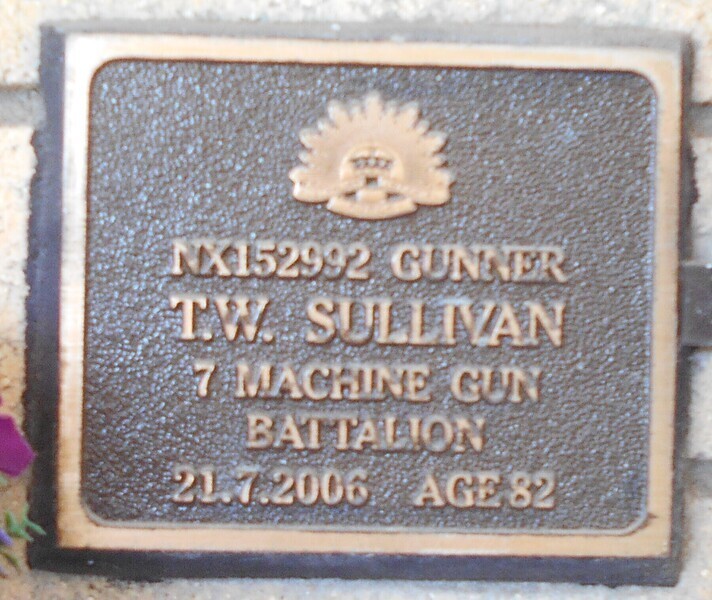 NX152992 GUNNER
T.W. SULLIVAN
7 MACHINE GUN
BATTALION
21.7.2006 AGE 82